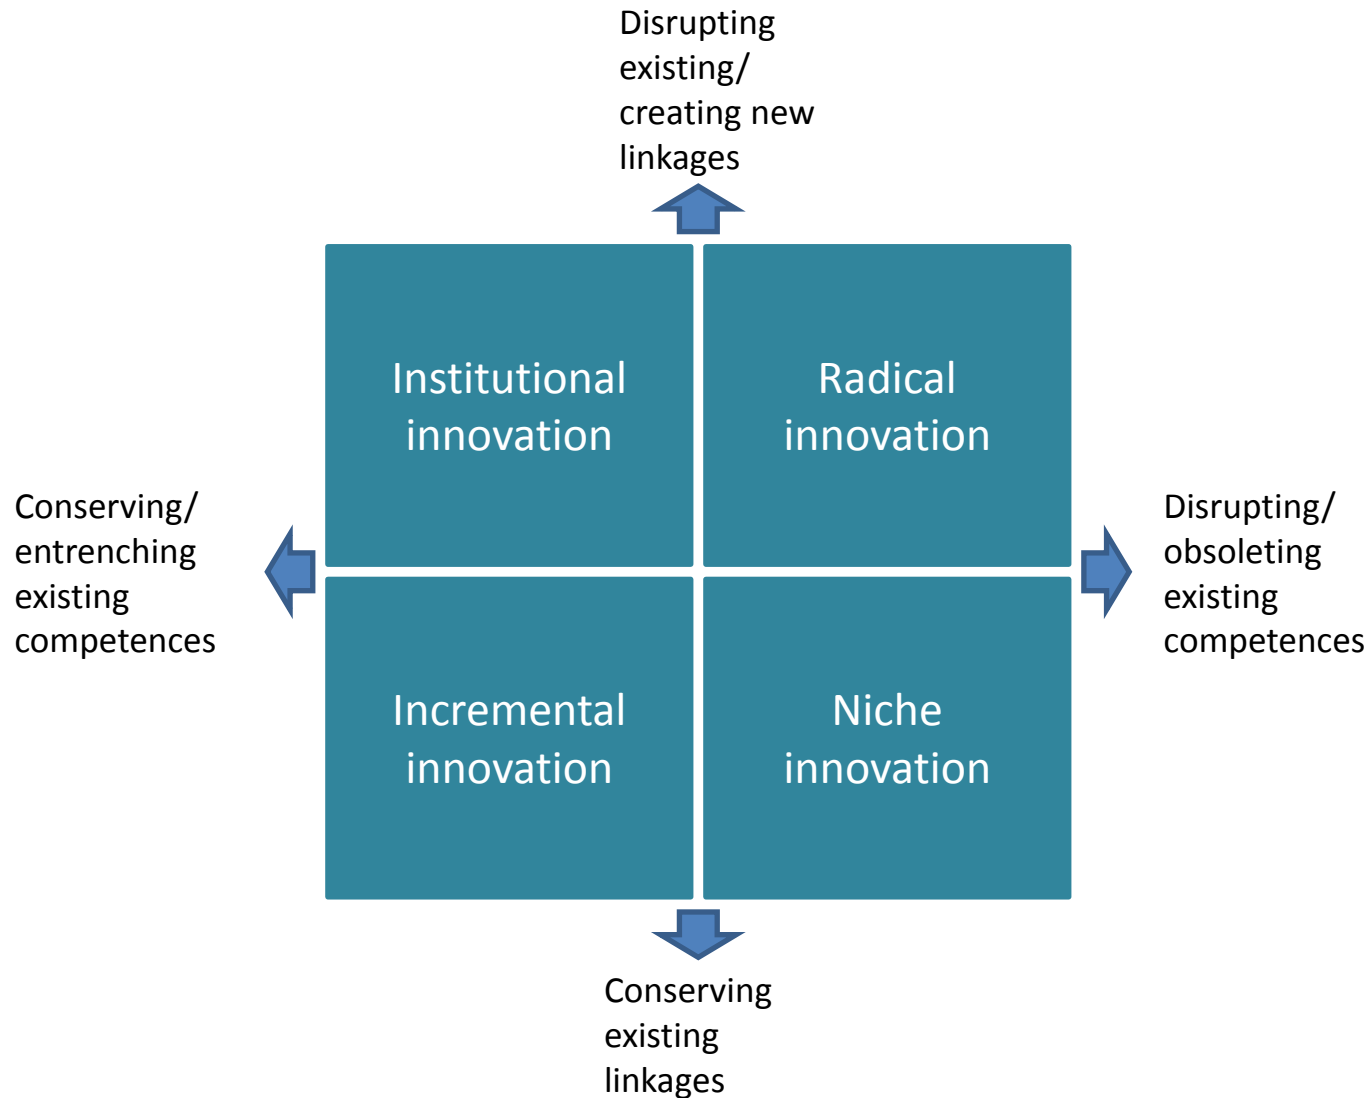 Disrupting
existing/
creating new
linkages
Institutional
innovation
Radical
innovation
Conserving/
entrenching
existing
competences
Disrupting/
obsoleting
existing
competences
Incremental
innovation
Niche
innovation
Conserving
existing
linkages